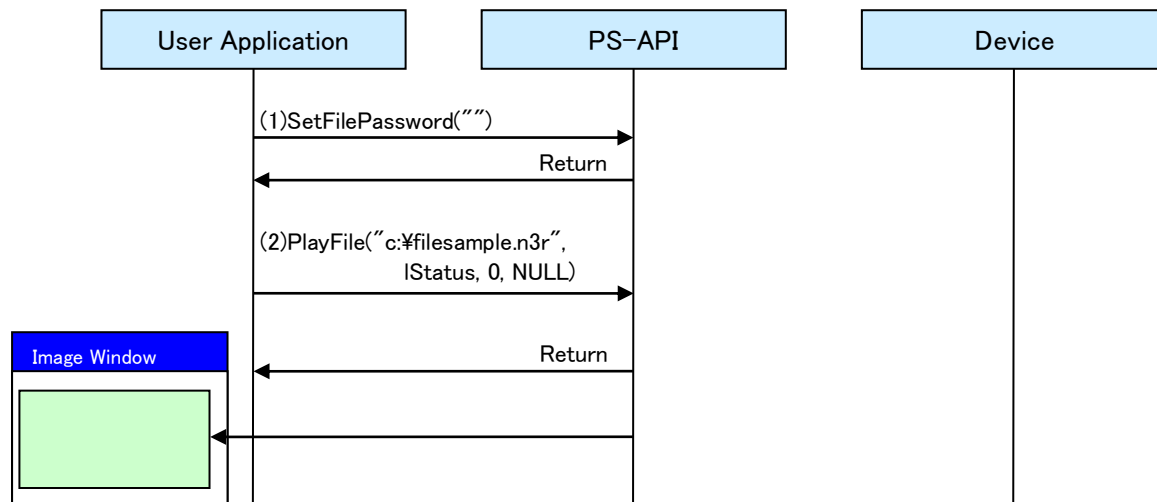 User Application
PS-API
Device
(1)SetFilePassword("")
Return
(2)PlayFile("c:¥filesample.n3r",
lStatus, 0, NULL)
Return
Image Window